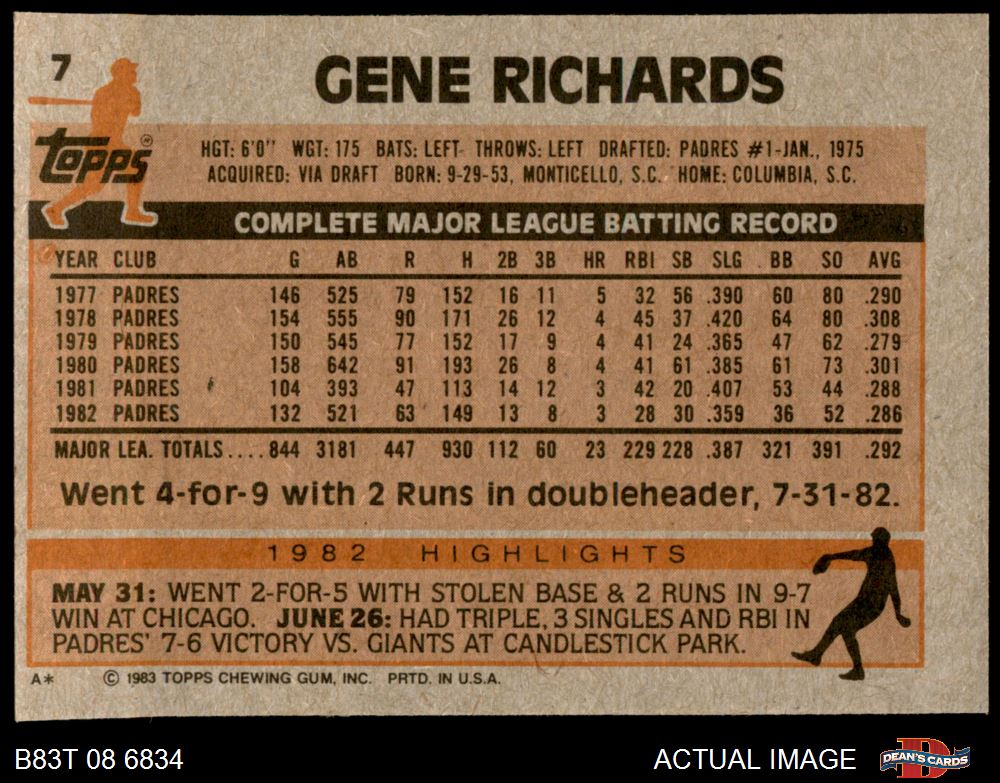 7
GENE RICHARDS
Topps®
HGT: 6'0" WGT: 175 BATS: LEFT THROWS: LEFT DRAFTED: PADRES #1-JAN., 1975
ACQUIRED: VIA DRAFT BORN: 9-29-53, MONTICELLO, S.C. HOME: COLUMBIA, S.C.
COMPLETE MAJOR LEAGUE BATTING RECORD
YEAR CLUB G AB R H 2B 3B HR RBI SB SLG BB SO AVG
1977 PADRES 146 525 79 152 16 11 5 32 56 .390 60 80 .290
1978 PADRES 154 555 90 171 26 12 4 45 37 .420 64 80 .308
1979 PADRES 150 545 77 152 17 9 4 41 24 .365 47 62 .279
1980 PADRES 158 642 91 193 26 8 4 41 61 .385 61 73 .301
1981 PADRES 104 393 47 113 14 12 3 42 20 .407 53 44 .288
1982 PADRES 132 521 63 149 13 8 3 28 30 .359 36 52 .286
MAJOR LEA. TOTALS....844 3181 447 930 112 60 23 229 228 .387 321 391 .292
Went 4-for-9 with 2 Runs in doubleheader, 7-31-82.
1982 HIGHLIGHTS
MAY 31: WENT 2-FOR-5 WITH STOLEN BASE & 2 RUNS IN 9-7
WIN AT CHICAGO. JUNE 26: HAD TRIPLE, 3 SINGLES AND RBI IN
PADRES' 7-6 VICTORY VS. GIANTS AT CANDLESTICK PARK.
A* © 1983 TOPPS CHEWING GUM, INC. PRTD. IN U.S.A.
B83T 08 6834 ACTUAL IMAGE D DEAN'S CARDS